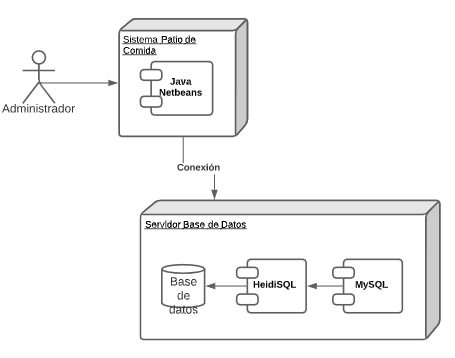 Sistema Patio de
Comida
Java
Netbeans
Administrador
Conexión
Servidor Base de Datos
Base
de
datos
HeidiSQL
MySQL